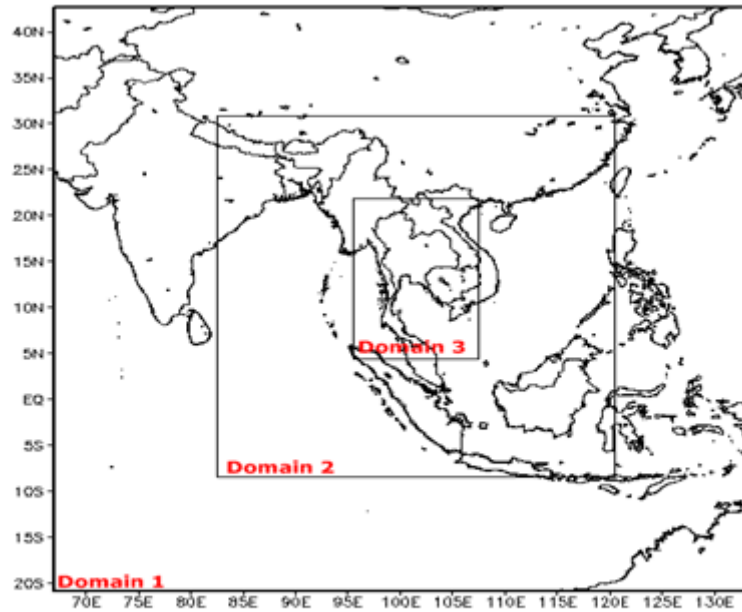 40N
35N
30N
25N
20N
15N
10N
5N
EQ
5S
10S
15S
20S
Domain 3
Domain 2
Domain 1
70E 75E 80E 85E 90E 95E 100E 105E 110E 115E 120E 125E 130E